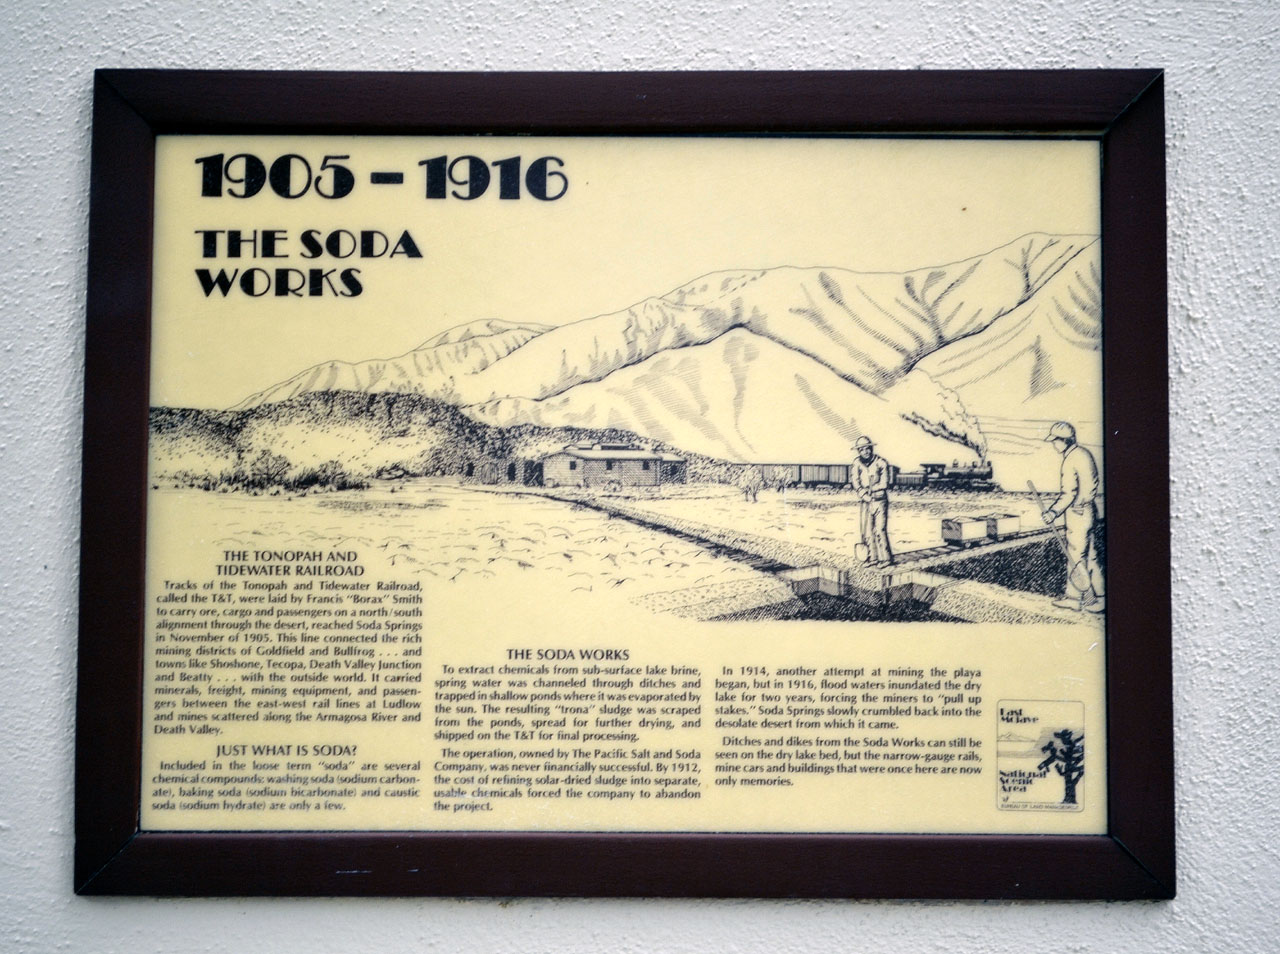 1905 – 1916
THE SODA
WORKS
THE TONOPAH AND
TIDEWATER RAILROAD
Tracks of the Tonopah and Tidewater Railroad,
called the T&T, were laid by Francis "Borax" Smith
to carry ore, cargo and passengers on a north/south
alignment through the desert, reached Soda Springs
in November of 1905. This line connected the rich
mining districts of Goldfield and Bullfrog . . . and
towns like Shoshone, Tecopa, Death Valley Junction
and Beatty . . . with the outside world. It carried
minerals, freight, mining equipment, and passen-
gers between the east-west rail lines at Ludlow
and mines scattered along the Armagosa River and
Death Valley.
JUST WHAT IS SODA?
Included in the loose term "soda" are several
chemical compounds: washing soda (sodium carbon-
ate), baking soda (sodium bicarbonate) and caustic
soda (sodium hydrate) are only a few.
THE SODA WORKS
To extract chemicals from sub-surface lake brine,
spring water was channeled through ditches and
trapped in shallow ponds where it was evaporated by
the sun. The resulting "trona" sludge was scraped
from the ponds, spread for further drying, and
shipped on the T&T for final processing.
The operation, owned by The Pacific Salt and Soda
Company, was never financially successful. By 1912,
the cost of refining solar-dried sludge into separate,
usable chemicals forced the company to abandon
the project.
In 1914, another attempt at mining the playa
began, but in 1916, flood waters inundated the dry
lake for two years, forcing the miners to "pull up
stakes." Soda Springs slowly crumbled back into the
desolate desert from which it came.
Ditches and dikes from the Soda Works can still be
seen on the dry lake bed, but the narrow-gauge rails,
mine cars and buildings that were once here are now
only memories.
East
Mojave
National
Scenic
Area
BUREAU OF LAND MANAGEMENT